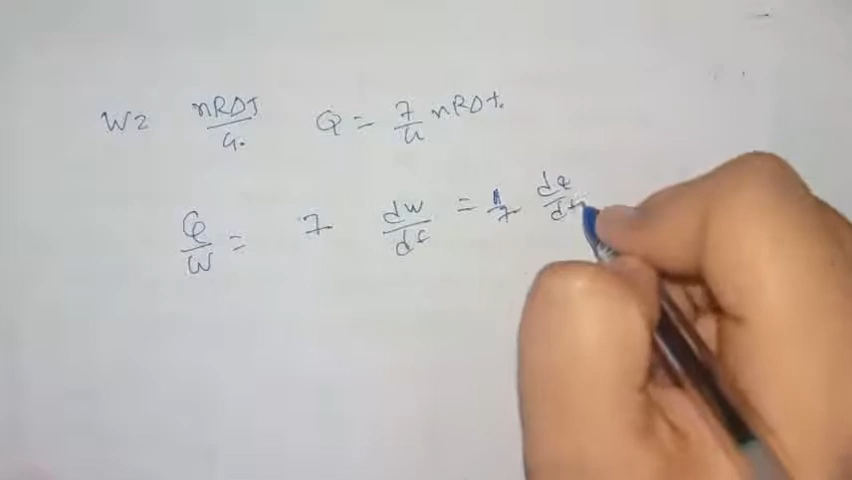 W = nRΔT/4. Q = 7/4 nRΔt.
Q/W = 7 dw/dt = 1/7 dQ/dt